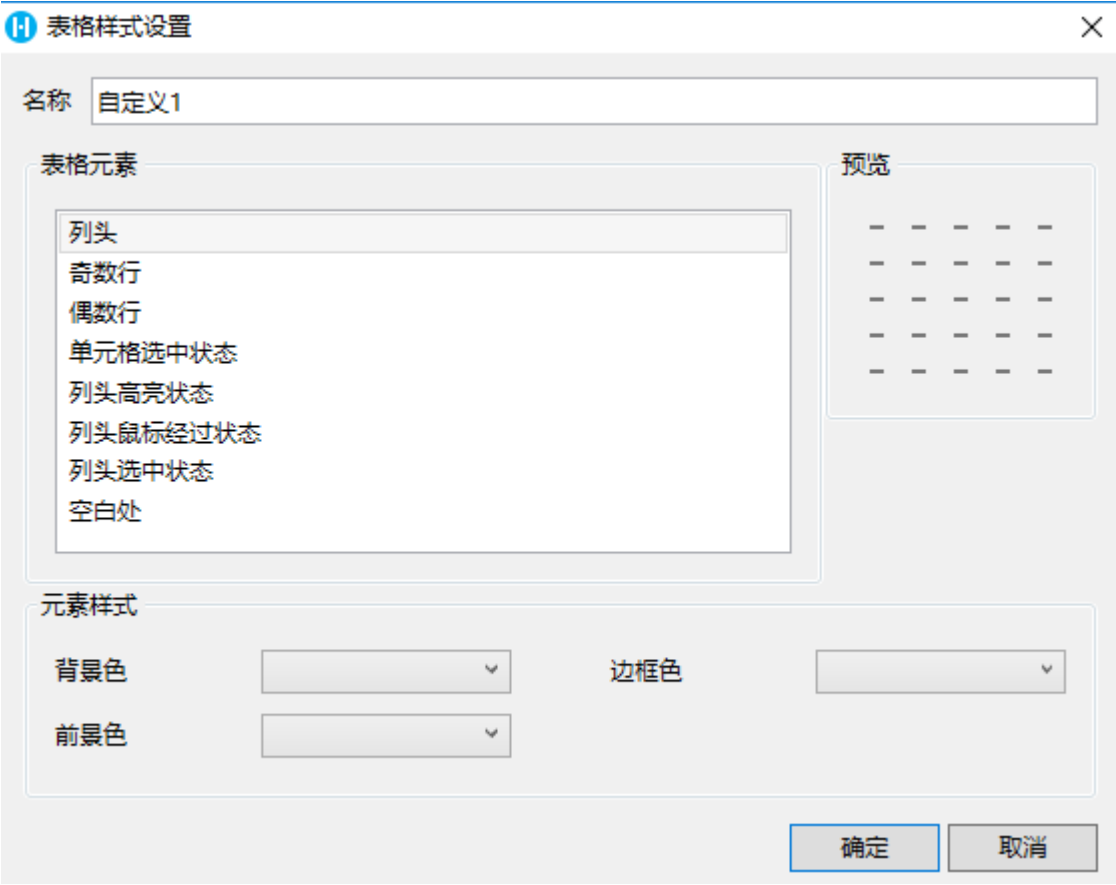 表格样式设置
名称 自定义1
表格元素
预览
列头
奇数行
偶数行
单元格选中状态
列头高亮状态
列头鼠标经过状态
列头选中状态
空白处
– – – – –
– – – – –
– – – – –
– – – – –
– – – – –
元素样式
背景色 边框色
前景色
确定 取消